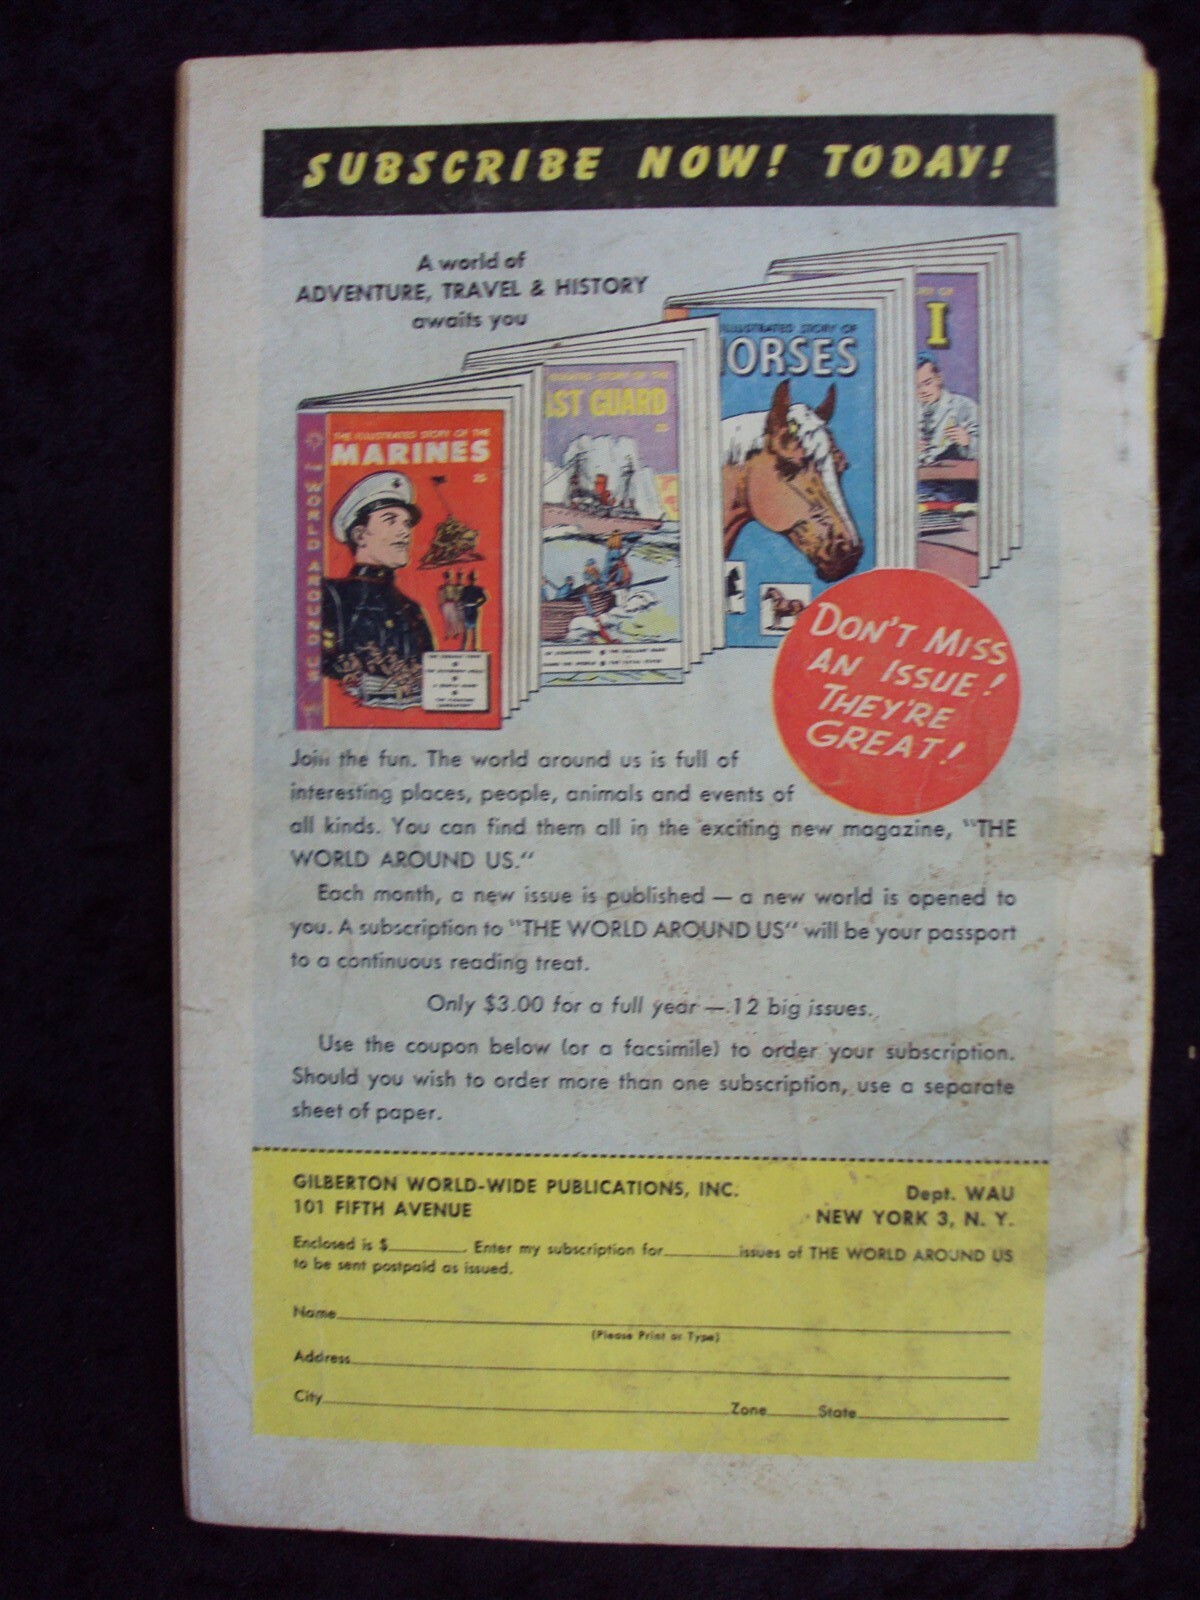 SUBSCRIBE NOW! TODAY!
A world of
ADVENTURE, TRAVEL & HISTORY
awaits you
THE ILLUSTRATED STORY OF THE
MARINES
THE WORLD AROUND US
STORY OF THE
AST GUARD
ILLUSTRATED STORY OF
ORSES
RY OF
I
DON'T MISS
AN ISSUE!
THEY'RE
GREAT!
Join the fun. The world around us is full of
interesting places, people, animals and events of
all kinds. You can find them all in the exciting new magazine, "THE
WORLD AROUND US."
Each month, a new issue is published — a new world is opened to
you. A subscription to "THE WORLD AROUND US" will be your passport
to a continuous reading treat.
Only $3.00 for a full year — 12 big issues.
Use the coupon below (or a facsimile) to order your subscription.
Should you wish to order more than one subscription, use a separate
sheet of paper.
GILBERTON WORLD-WIDE PUBLICATIONS, INC. Dept. WAU
101 FIFTH AVENUE NEW YORK 3, N. Y.
Enclosed is $ Enter my subscription for issues of THE WORLD AROUND US
to be sent postpaid as issued.
Name
(Please Print or Type)
Address
City Zone State